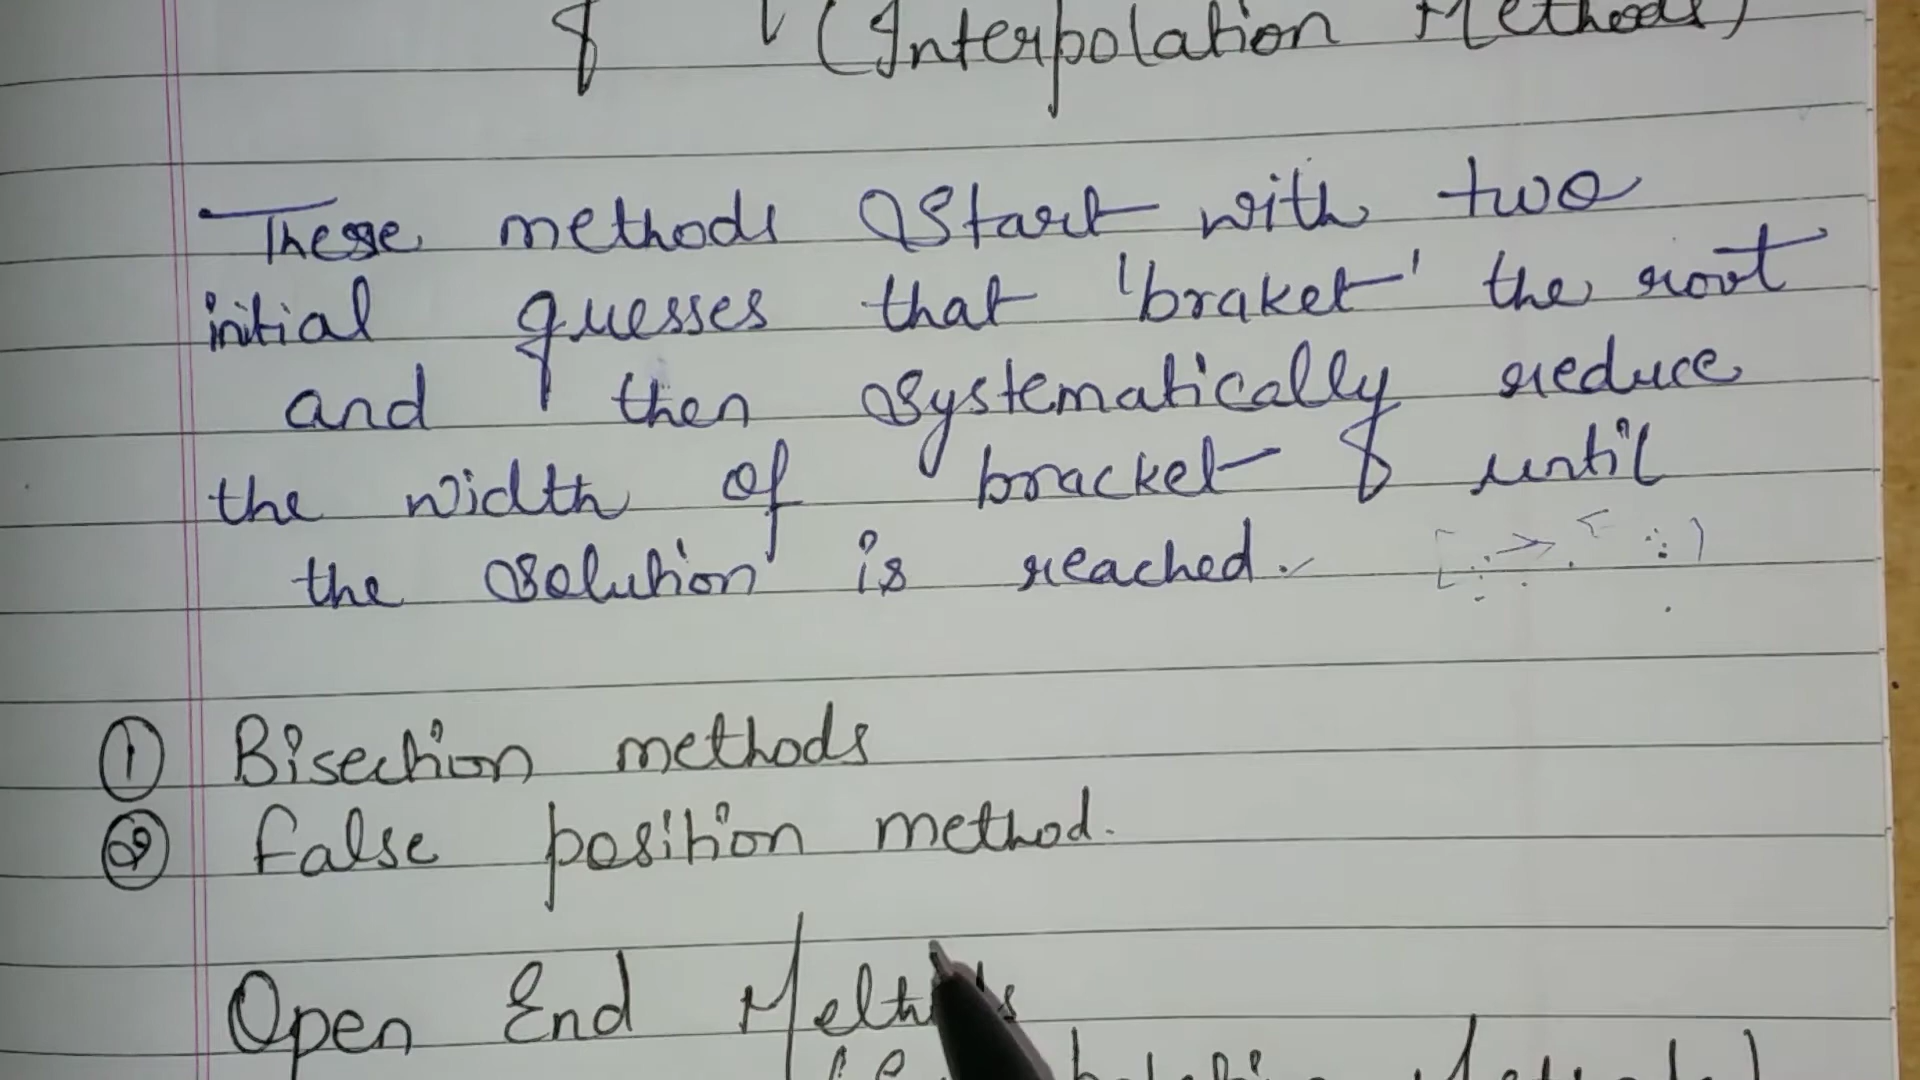 (Interpolation Methods)
These methods start with two
initial guesses that 'braket' the root
and then systematically reduce
the width of bracket & until
the solution is reached.
① Bisection methods
② False position method.
Open End Methods